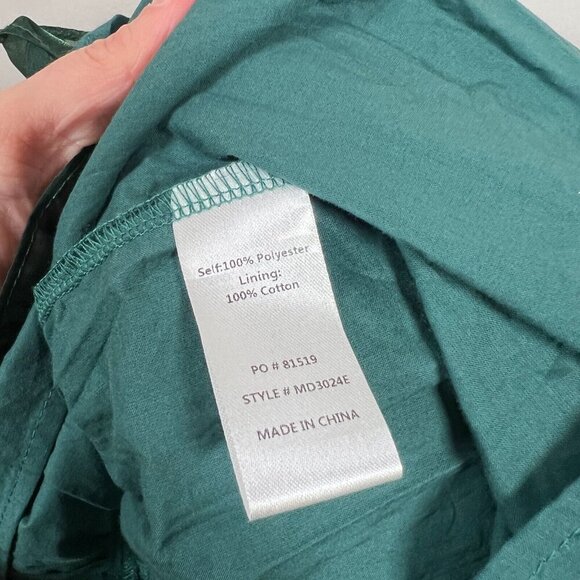 Self:100% Polyester
Lining:
100% Cotton
PO # 81519
STYLE # MD3024E
MADE IN CHINA